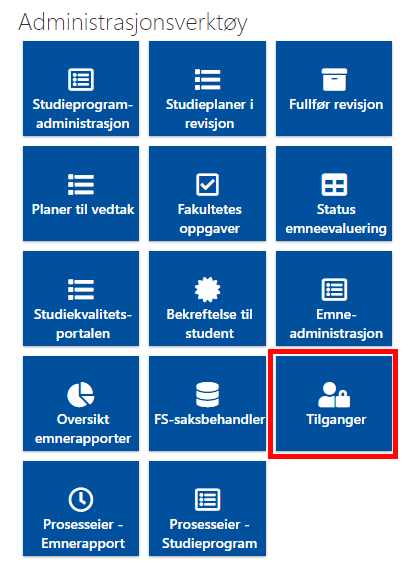 Administrasjonsverktøy
Studieprogram-
administrasjon
Studieplaner i
revisjon
Fullfør revisjon
Planer til vedtak
Fakultetes
oppgaver
Status
emneevaluering
Studiekvalitets-
portalen
Bekreftelse til
student
Emne-
administrasjon
Oversikt
emnerapporter
FS-saksbehandler
Tilganger
Prosesseier -
Emnerapport
Prosesseier -
Studieprogram